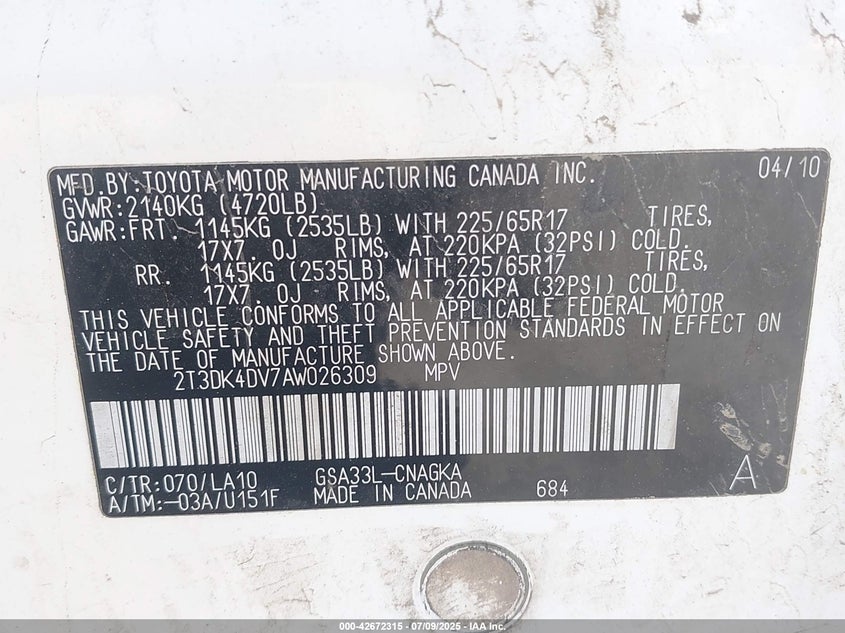 MFD.BY:TOYOTA MOTOR MANUFACTURING CANADA INC. 04/10
GVWR:2140KG (4720LB)
GAWR:FRT. 1145KG (2535LB) WITH 225/65R17 TIRES,
17X7.0J RIMS, AT 220KPA (32PSI) COLD.
RR. 1145KG (2535LB) WITH 225/65R17 TIRES,
17X7.0J RIMS, AT 220KPA (32PSI) COLD.
THIS VEHICLE CONFORMS TO ALL APPLICABLE FEDERAL MOTOR
VEHICLE SAFETY AND THEFT PREVENTION STANDARDS IN EFFECT ON
THE DATE OF MANUFACTURE SHOWN ABOVE.
2T3DK4DV7AW026309 MPV
C/TR:070/LA10 GSA33L-CNAGKA
A/TM:-03A/U151F MADE IN CANADA 684 A
000-42672315 / 07/09/2025 / IAA Inc.